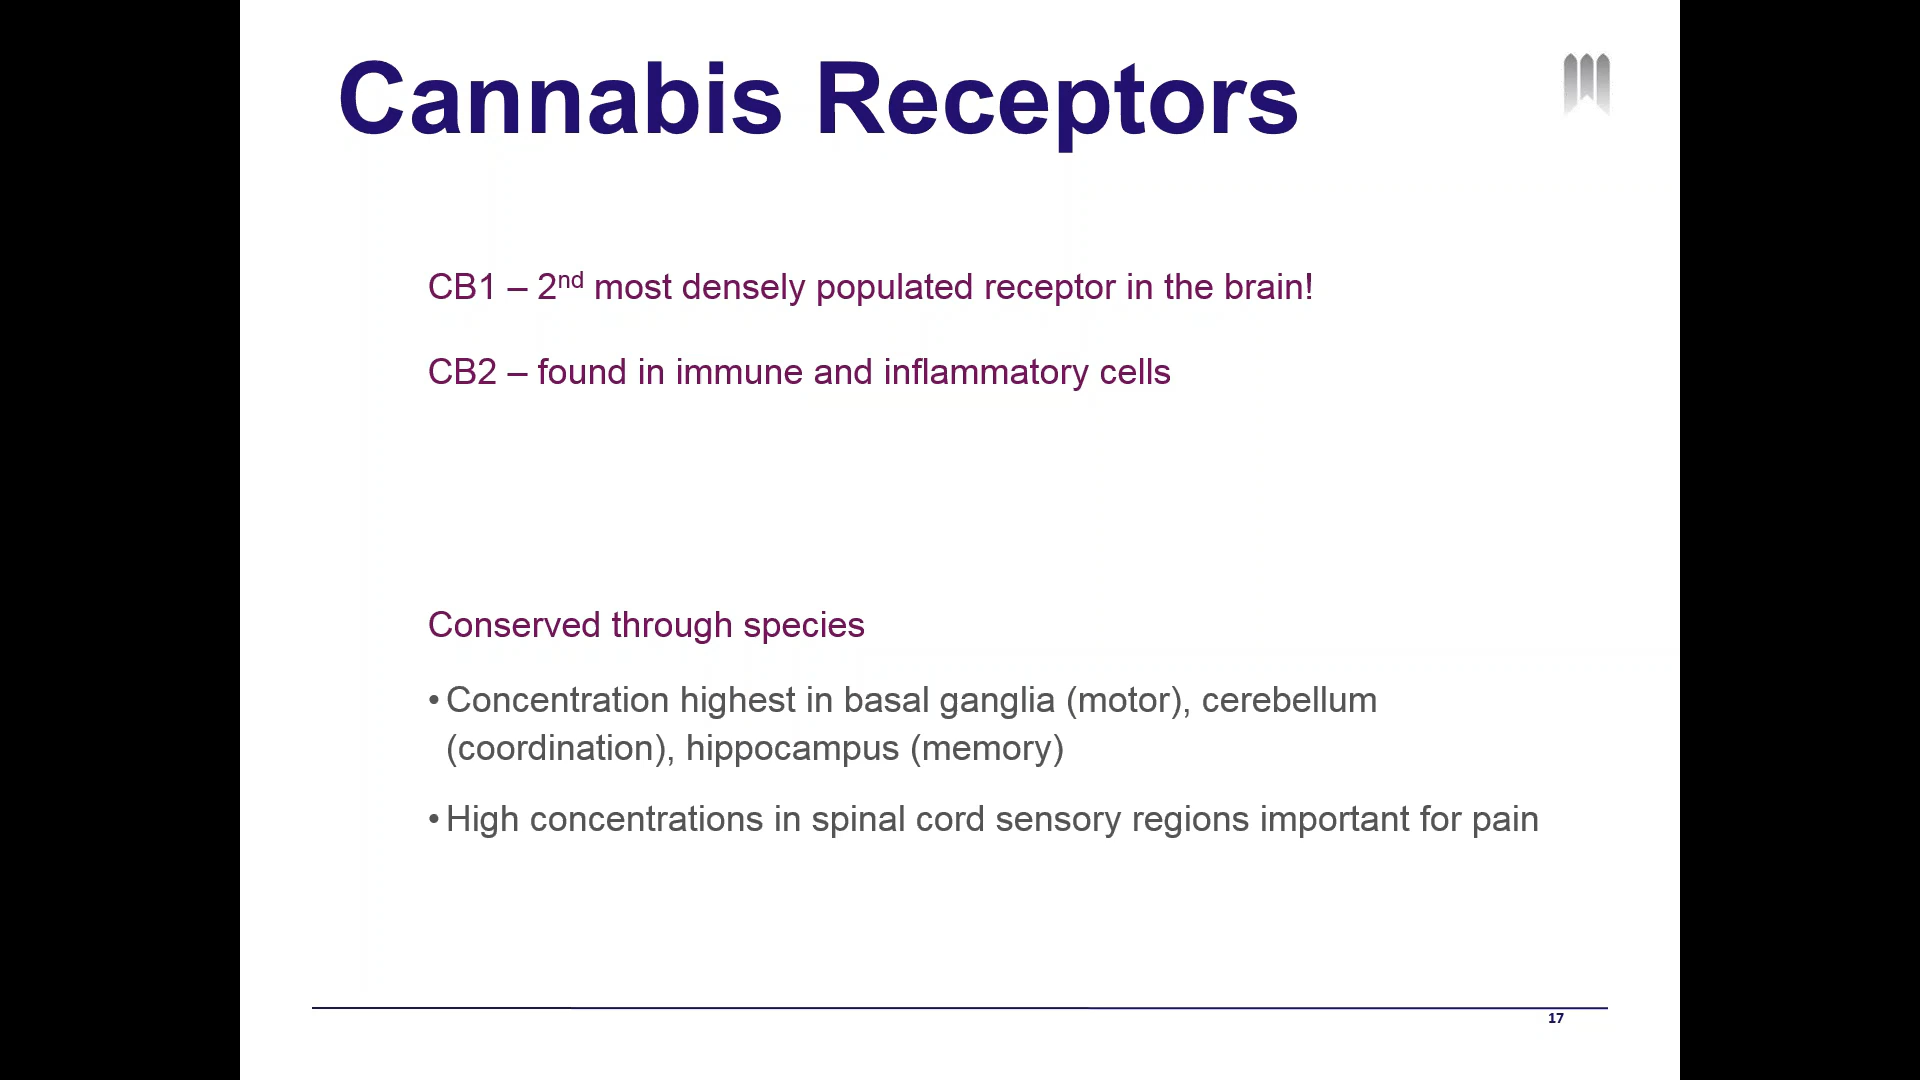 Cannabis Receptors
CB1 – 2nd most densely populated receptor in the brain!
CB2 – found in immune and inflammatory cells
Conserved through species
• Concentration highest in basal ganglia (motor), cerebellum
(coordination), hippocampus (memory)
• High concentrations in spinal cord sensory regions important for pain
17